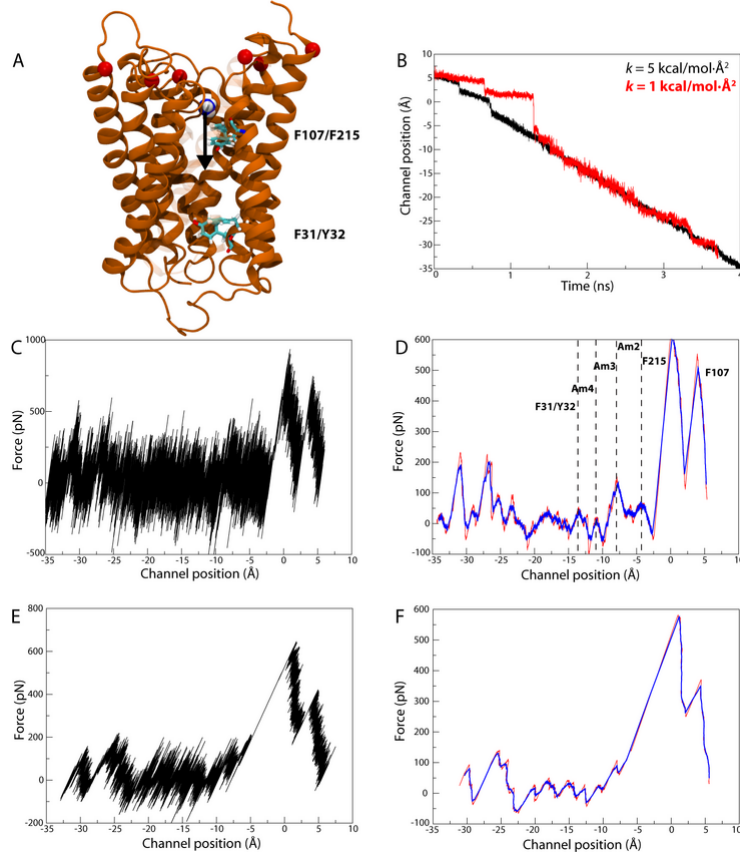 A
F107/F215
F31/Y32
B
k = 5 kcal/mol·Å²
k = 1 kcal/mol·Å²
Channel position (Å)
10
5
0
-5
-10
-15
-20
-25
-30
-35
0 1 2 3 4
Time (ns)
C
Force (pN)
1000
500
0
-500
-35 -30 -25 -20 -15 -10 -5 0 5 10
Channel position (Å)
D
Force (pN)
600
500
400
300
200
100
0
-100
F31/Y32
Am4
Am3
Am2
F215
F107
-35 -30 -25 -20 -15 -10 -5 0 5 10
Channel position (Å)
E
Force (pN)
800
600
400
200
0
-200
-35 -30 -25 -20 -15 -10 -5 0 5 10
Channel position (Å)
F
Force (pN)
600
500
400
300
200
100
0
-100
-35 -30 -25 -20 -15 -10 -5 0 5 10
Channel position (Å)